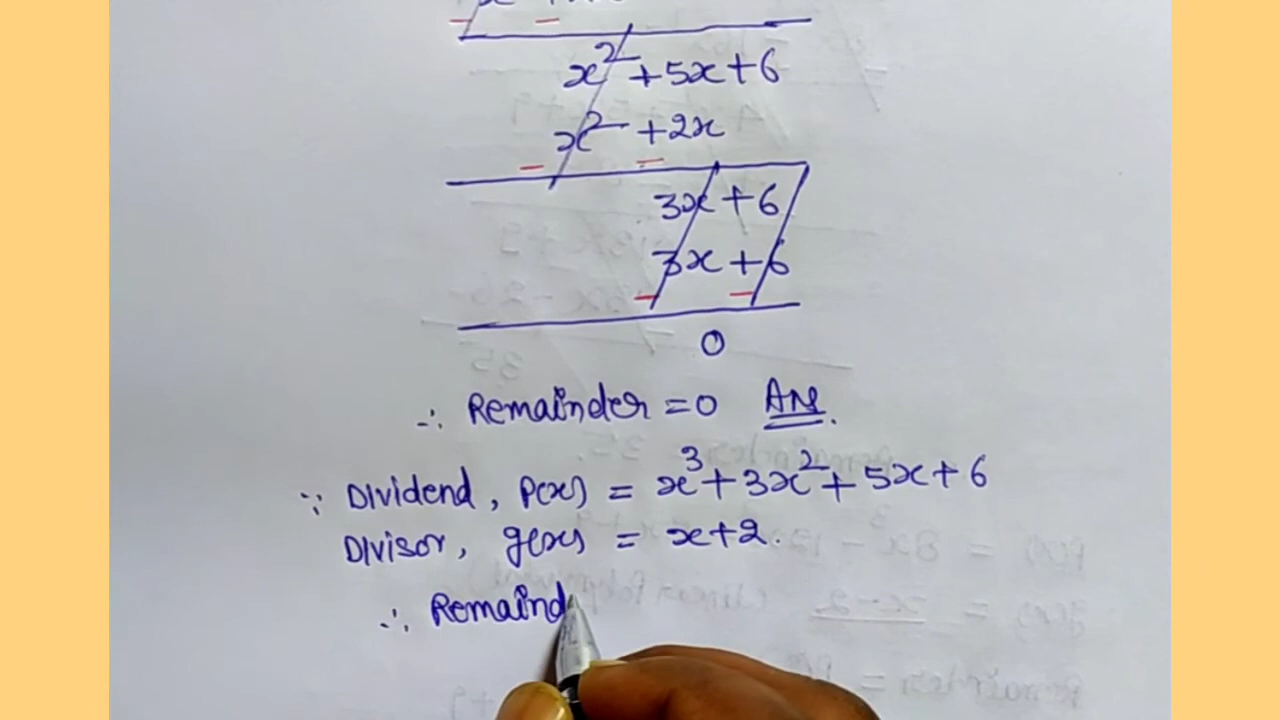 x² + 5x + 6
x² + 2x
3x + 6
3x + 6
0
∴ Remainder = 0 Ans.
∵ Dividend, p(x) = x³ + 3x² + 5x + 6
Divisor, g(x) = x + 2.
∴ Remaind